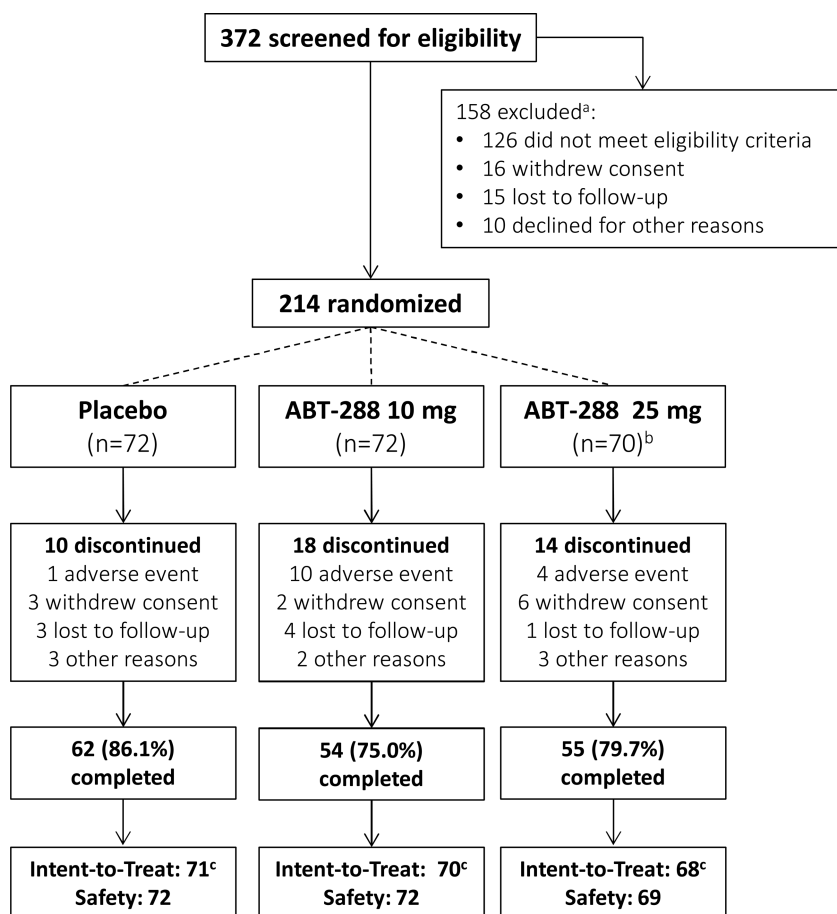 372 screened for eligibility
158 excludedᵃ:
• 126 did not meet eligibility criteria
• 16 withdrew consent
• 15 lost to follow-up
• 10 declined for other reasons
214 randomized
Placebo
(n=72)
ABT-288 10 mg
(n=72)
ABT-288 25 mg
(n=70)ᵇ
10 discontinued
1 adverse event
3 withdrew consent
3 lost to follow-up
3 other reasons
18 discontinued
10 adverse event
2 withdrew consent
4 lost to follow-up
2 other reasons
14 discontinued
4 adverse event
6 withdrew consent
1 lost to follow-up
3 other reasons
62 (86.1%)
completed
54 (75.0%)
completed
55 (79.7%)
completed
Intent-to-Treat: 71ᶜ
Safety: 72
Intent-to-Treat: 70ᶜ
Safety: 72
Intent-to-Treat: 68ᶜ
Safety: 69